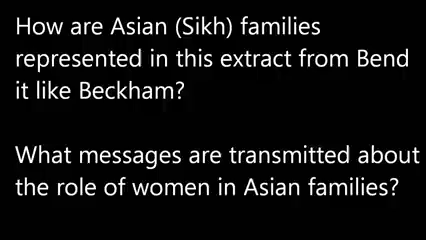 How are Asian (Sikh) families
represented in this extract from Bend
it like Beckham?
What messages are transmitted about
the role of women in Asian families?